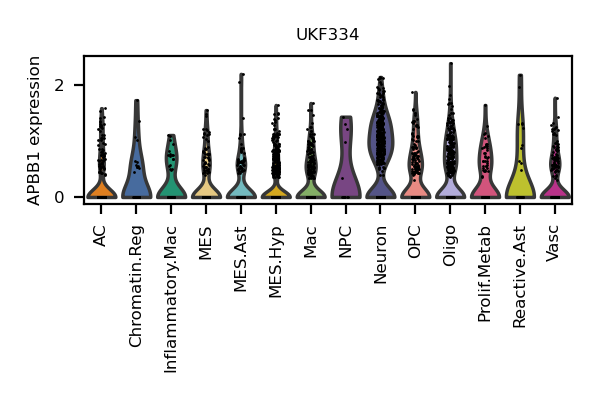 UKF334
APBB1 expression
2
0
AC
Chromatin.Reg
Inflammatory.Mac
MES
MES.Ast
MES.Hyp
Mac
NPC
Neuron
OPC
Oligo
Prolif.Metab
Reactive.Ast
Vasc